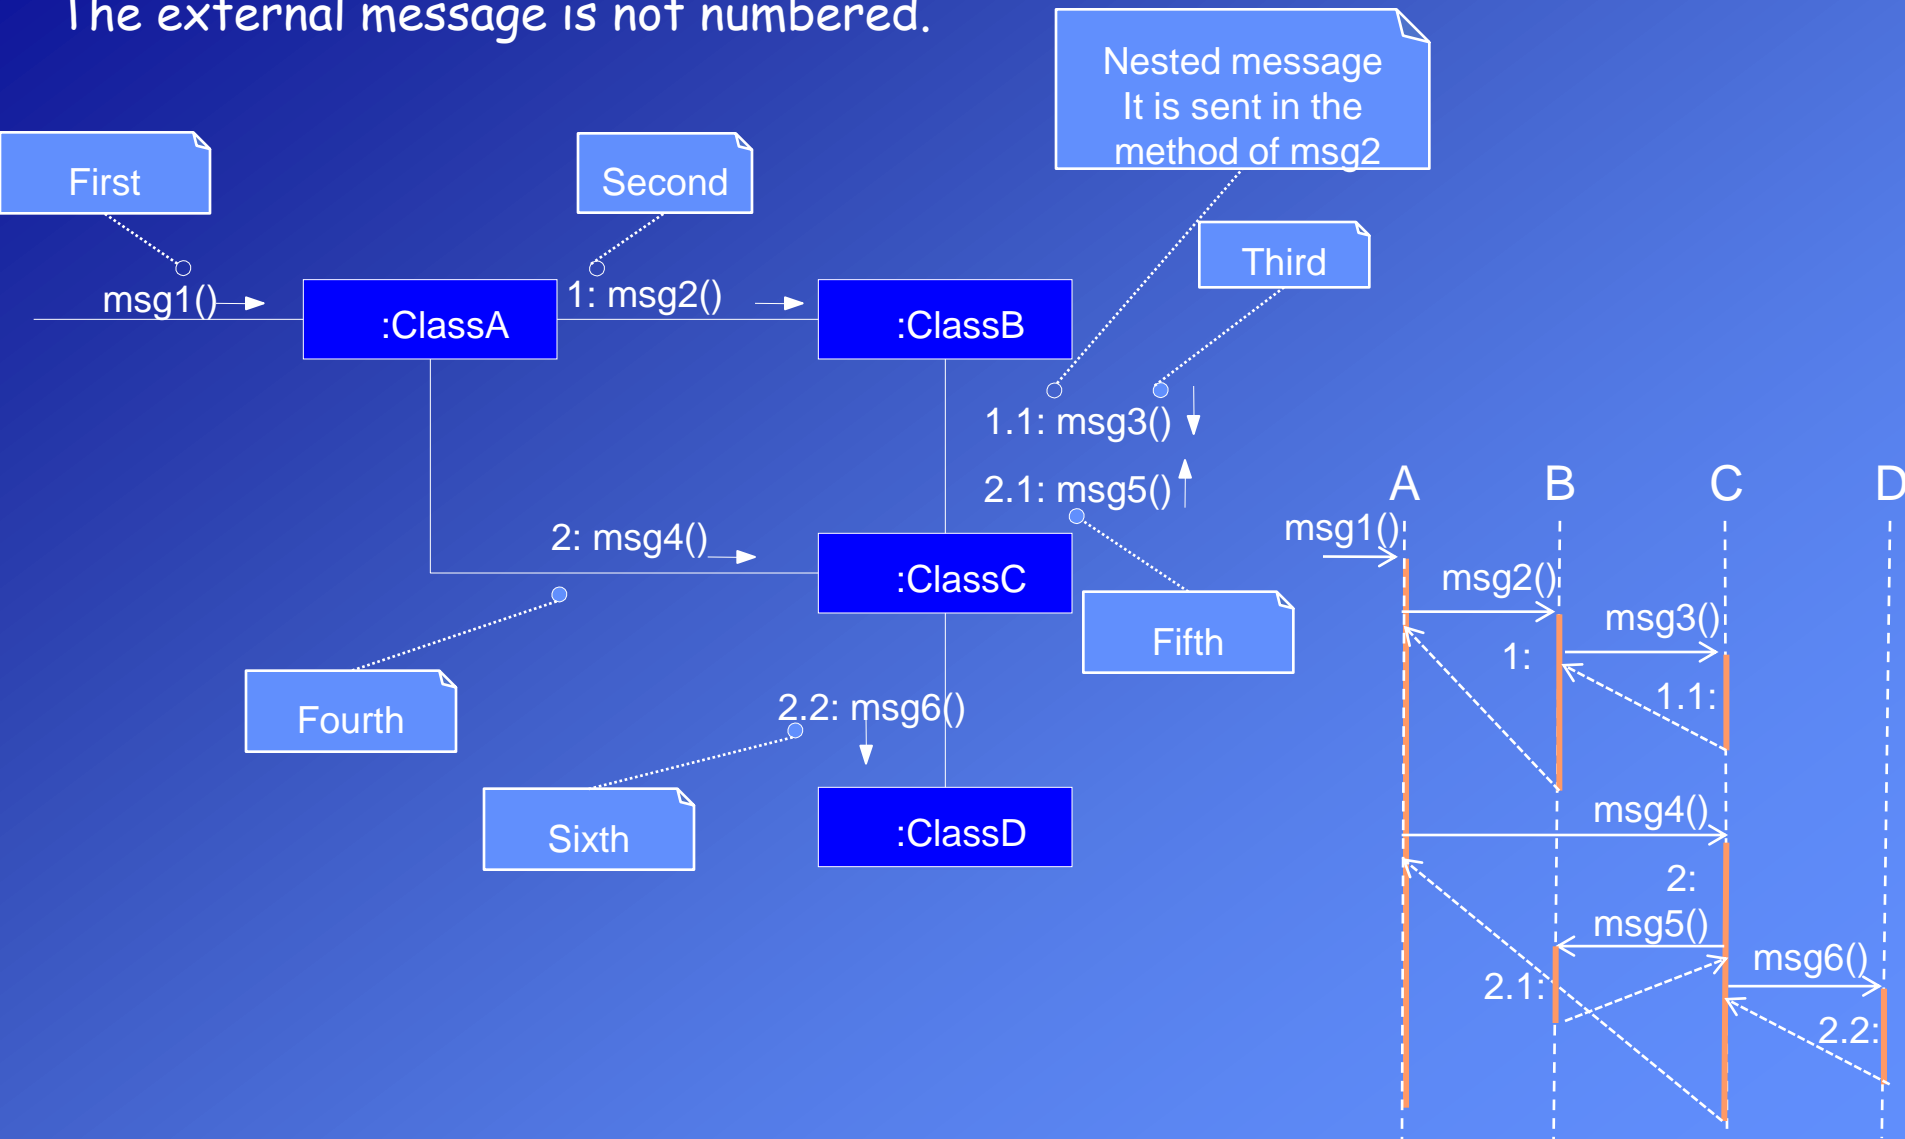 The external message is not numbered.
Nested message
It is sent in the
method of msg2
First
Second
Third
msg1()
:ClassA
1: msg2()
:ClassB
1.1: msg3()
2.1: msg5()
2: msg4()
:ClassC
Fifth
Fourth
2.2: msg6()
Sixth
:ClassD
A
B
C
D
msg1()
msg2()
msg3()
1:
1.1:
msg4()
2:
msg5()
msg6()
2.1:
2.2: